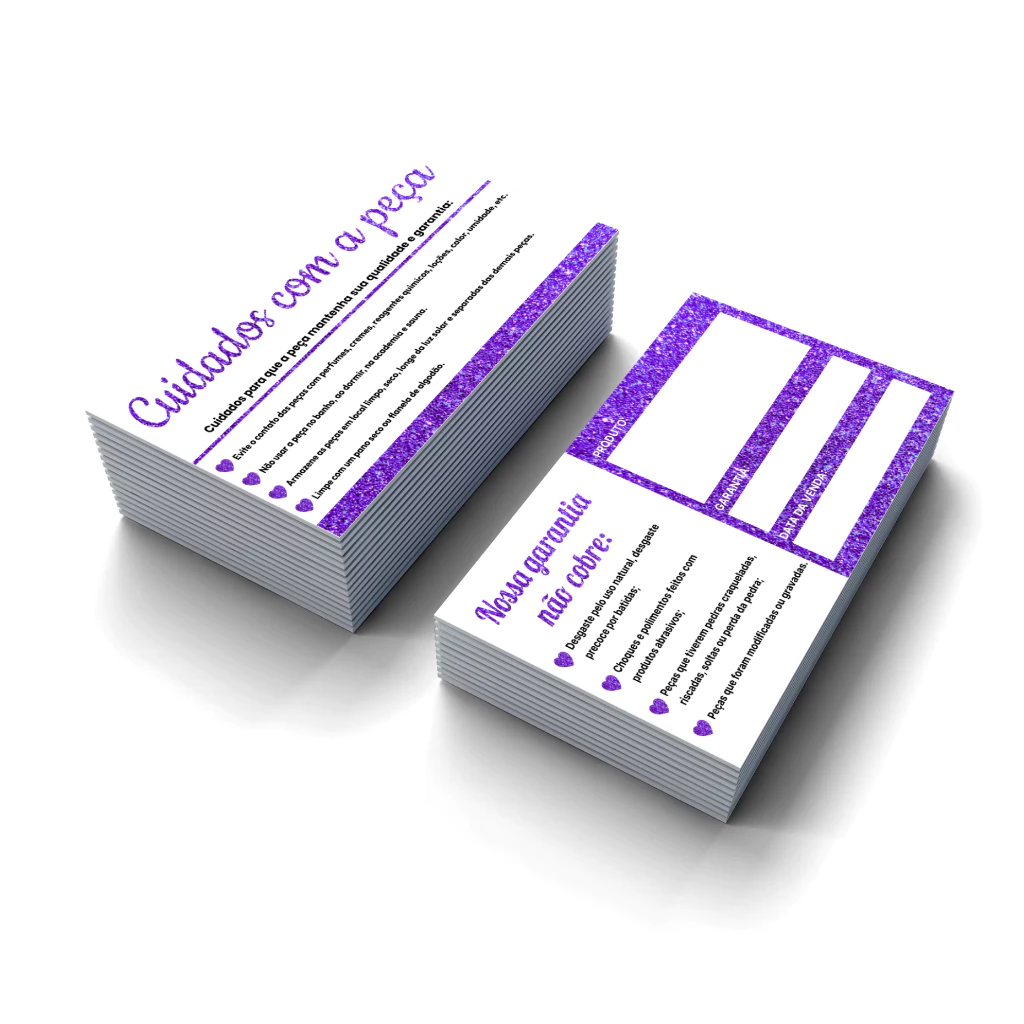 Cuidados com a peça
Cuidados para que a peça mantenha sua qualidade e garantia:
Evite o contato das peças com perfumes, cremes, reagentes químicos, loções, calor, umidade, etc.
Não usar a peça no banho, ao dormir, na academia e sauna.
Armazene as peças em local limpo, seco, longe da luz solar e separadas das demais peças.
Limpe com um pano seco ou flanela de algodão.
PRODUTO:
GARANTIA:
DATA DA VENDA:
Nossa garantia
não cobre:
Desgaste pelo uso natural, desgaste
precoce por batidas;
Choques e polimentos feitos com
produtos abrasivos;
Peças que tiverem pedras craqueladas,
riscadas, soltas ou perda da pedra;
Peças que foram modificadas ou gravadas.